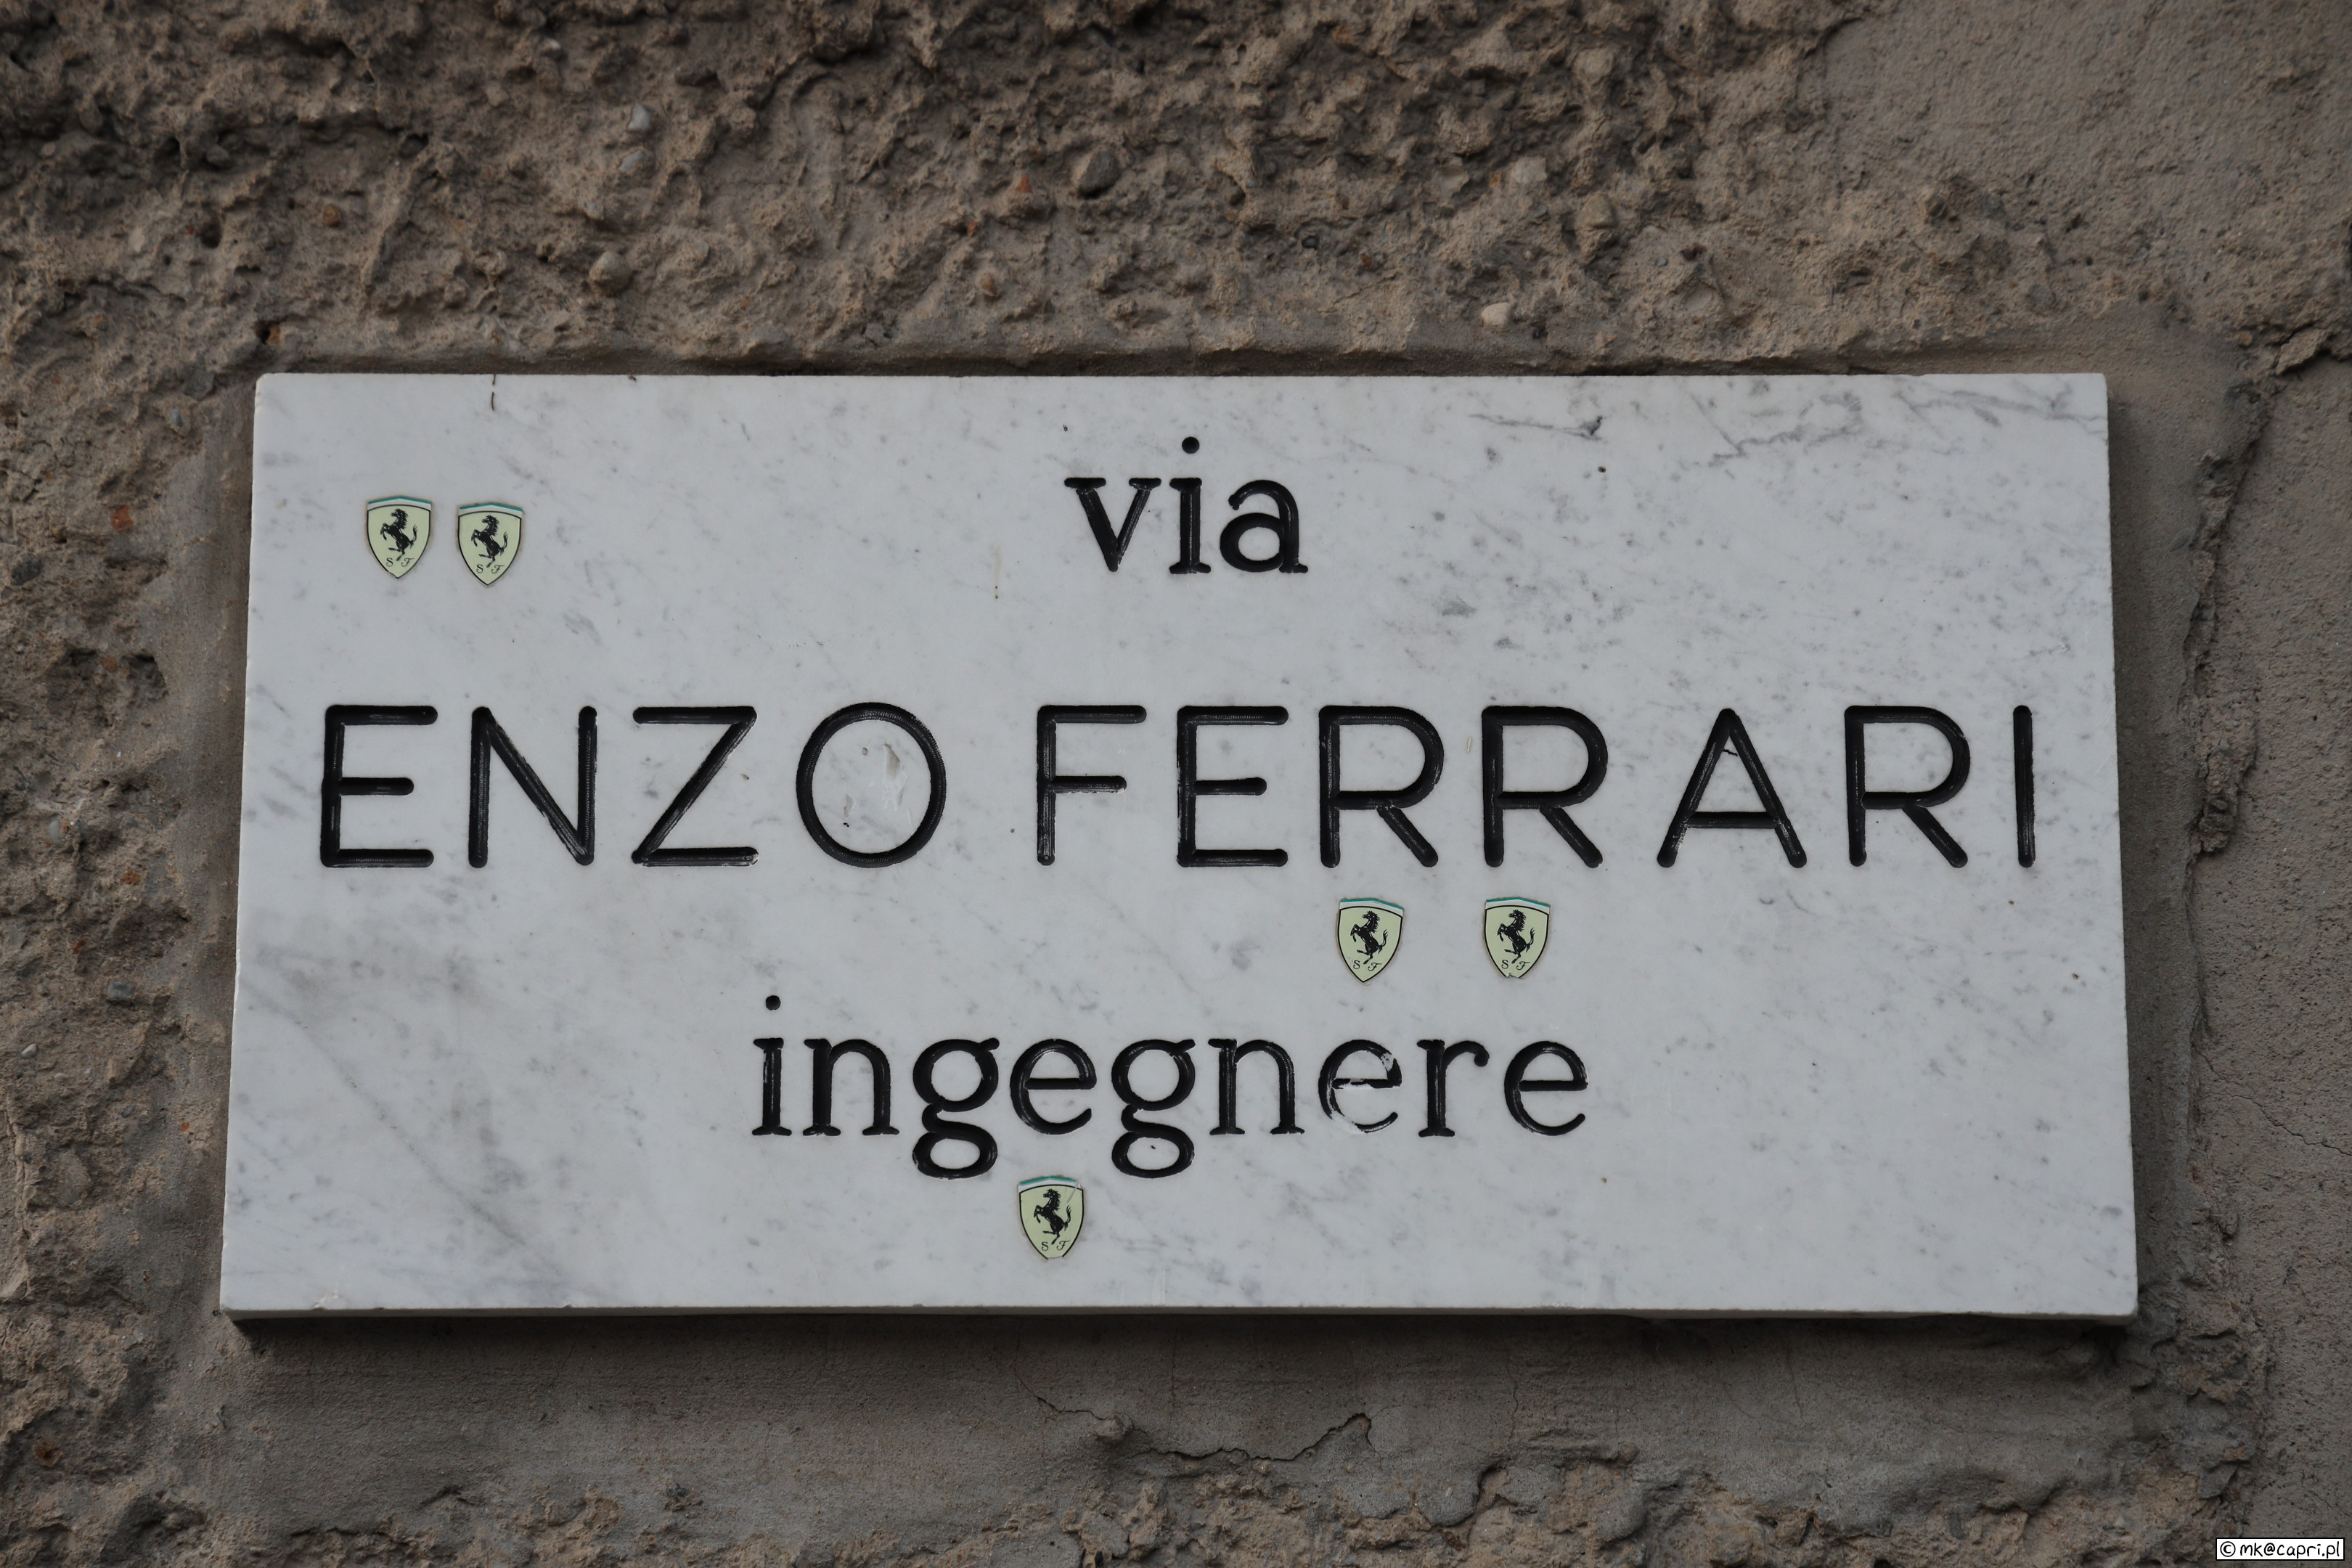 via
S F
S F
ENZO FERRARI
S F
S F
ingegnere
S F
© mk@capri.pl